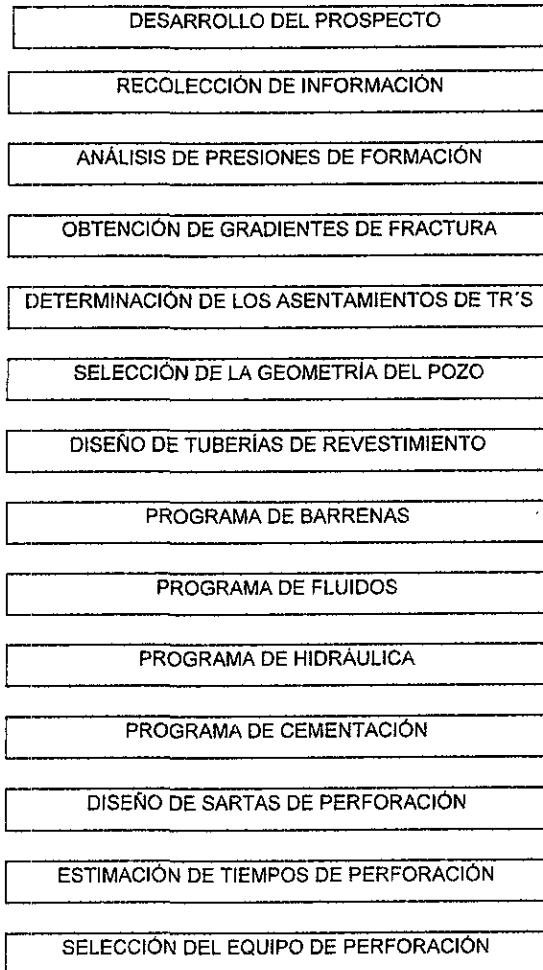 DESARROLLO DEL PROSPECTO
RECOLECCIÓN DE INFORMACIÓN
ANÁLISIS DE PRESIONES DE FORMACIÓN
OBTENCIÓN DE GRADIENTES DE FRACTURA
DETERMINACIÓN DE LOS ASENTAMIENTOS DE TR´S
SELECCIÓN DE LA GEOMETRÍA DEL POZO
DISEÑO DE TUBERÍAS DE REVESTIMIENTO
PROGRAMA DE BARRENAS
PROGRAMA DE FLUIDOS
PROGRAMA DE HIDRÁULICA
PROGRAMA DE CEMENTACIÓN
DISEÑO DE SARTAS DE PERFORACIÓN
ESTIMACIÓN DE TIEMPOS DE PERFORACIÓN
SELECCIÓN DEL EQUIPO DE PERFORACIÓN